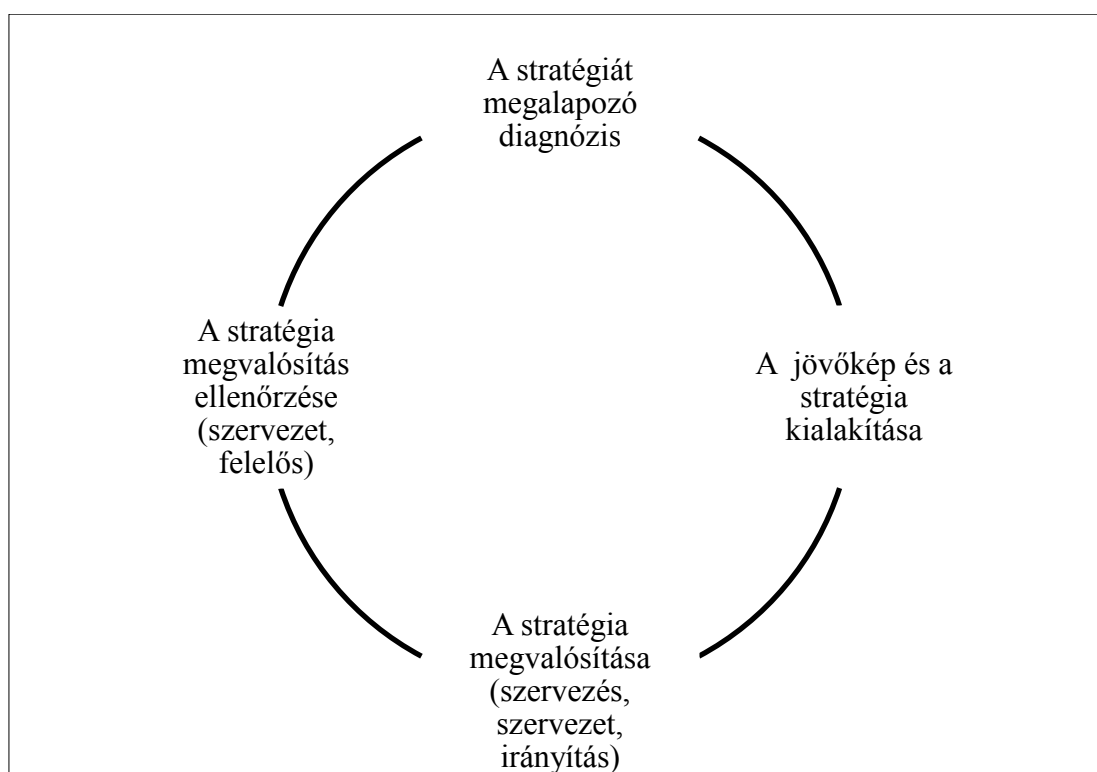 A stratégiát
megalapozó
diagnózis
A jövőkép és a
stratégia
kialakítása
A stratégia
megvalósítása
(szervezés,
szervezet,
irányítás)
A stratégia
megvalósítás
ellenőrzése
(szervezet,
felelős)